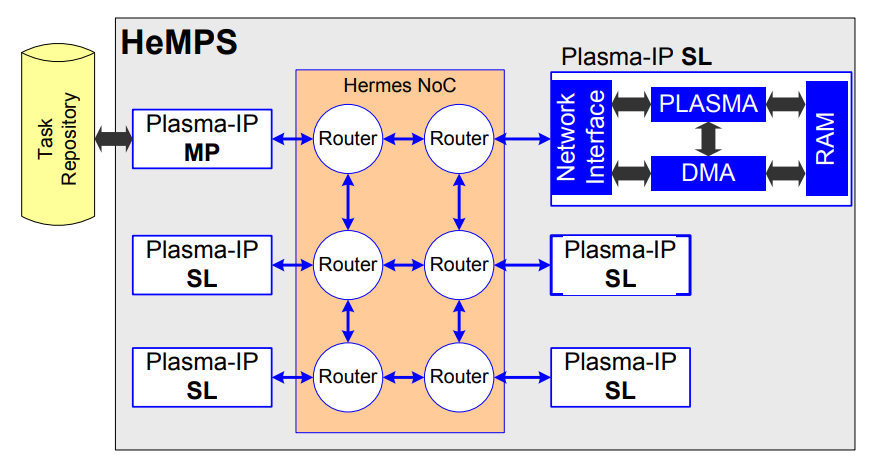 HeMPS
Task
Repository
Hermes NoC
Plasma-IP
MP
Router
Router
Plasma-IP SL
Network
Interface
PLASMA
DMA
RAM
Plasma-IP
SL
Router
Router
Plasma-IP
SL
Plasma-IP
SL
Router
Router
Plasma-IP
SL